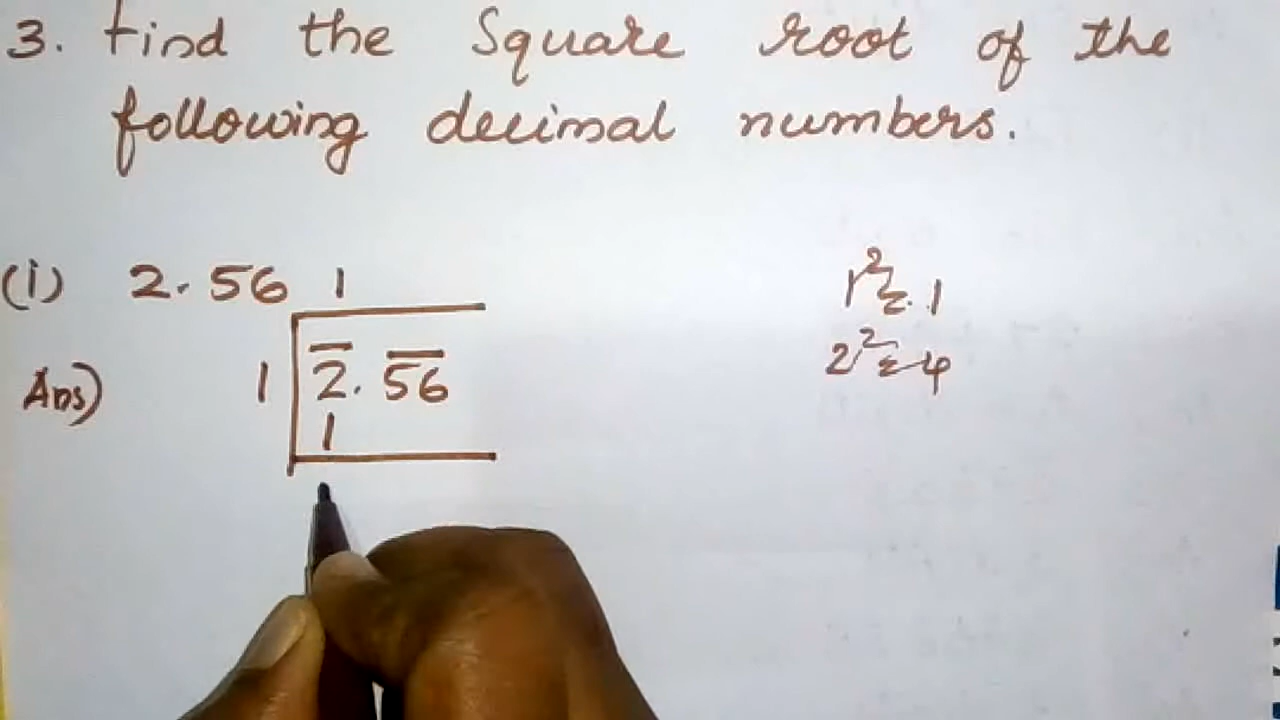 3. Find the Square root of the
following decimal numbers.
(i) 2.56 1
1² = 1
2² = 4
Ans) 1 2.56
1